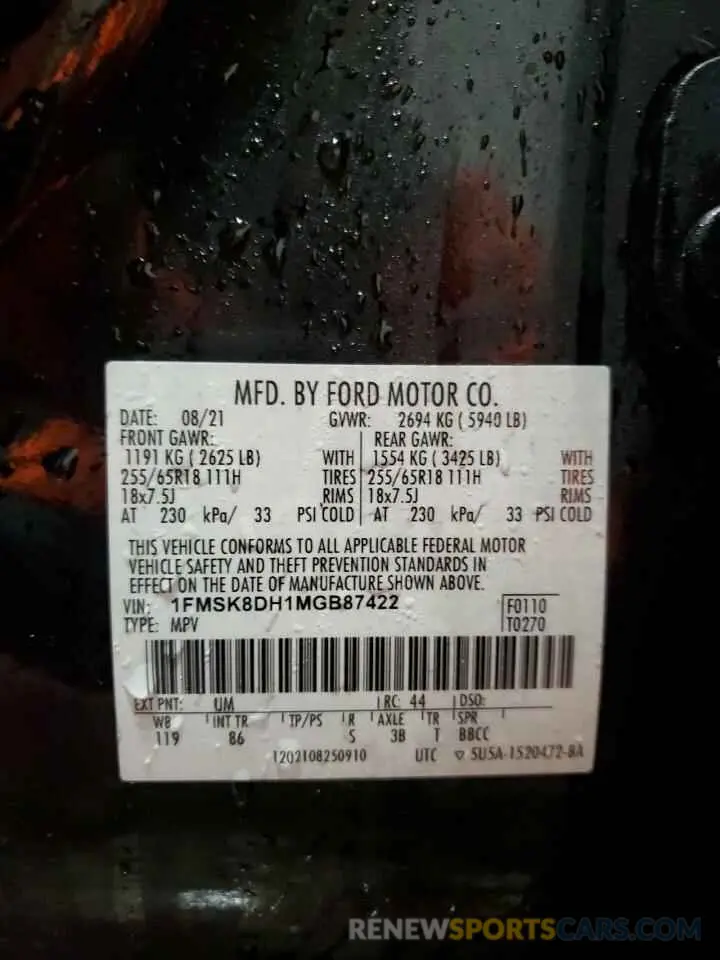 MFD. BY FORD MOTOR CO.
DATE: 08/21 GVWR: 2694 KG ( 5940 LB)
FRONT GAWR: REAR GAWR:
1191 KG ( 2625 LB) WITH 1554 KG ( 3425 LB) WITH
255/65R18 111H TIRES 255/65R18 111H TIRES
18x7.5J RIMS 18x7.5J RIMS
AT 230 kPa/ 33 PSI COLD AT 230 kPa/ 33 PSI COLD
THIS VEHICLE CONFORMS TO ALL APPLICABLE FEDERAL MOTOR
VEHICLE SAFETY AND THEFT PREVENTION STANDARDS IN
EFFECT ON THE DATE OF MANUFACTURE SHOWN ABOVE.
VIN: 1FMSK8DH1MGB87422 F0110
TYPE: MPV T0270
EXT PNT: UM RC: 44 DSO:
WB INT TR TP/PS R AXLE TR SPR
119 86 S 3B T BBCC
1202108250910 UTC ▽ 5U5A-1520472-BA
RENEWSPORTSCARS.COM